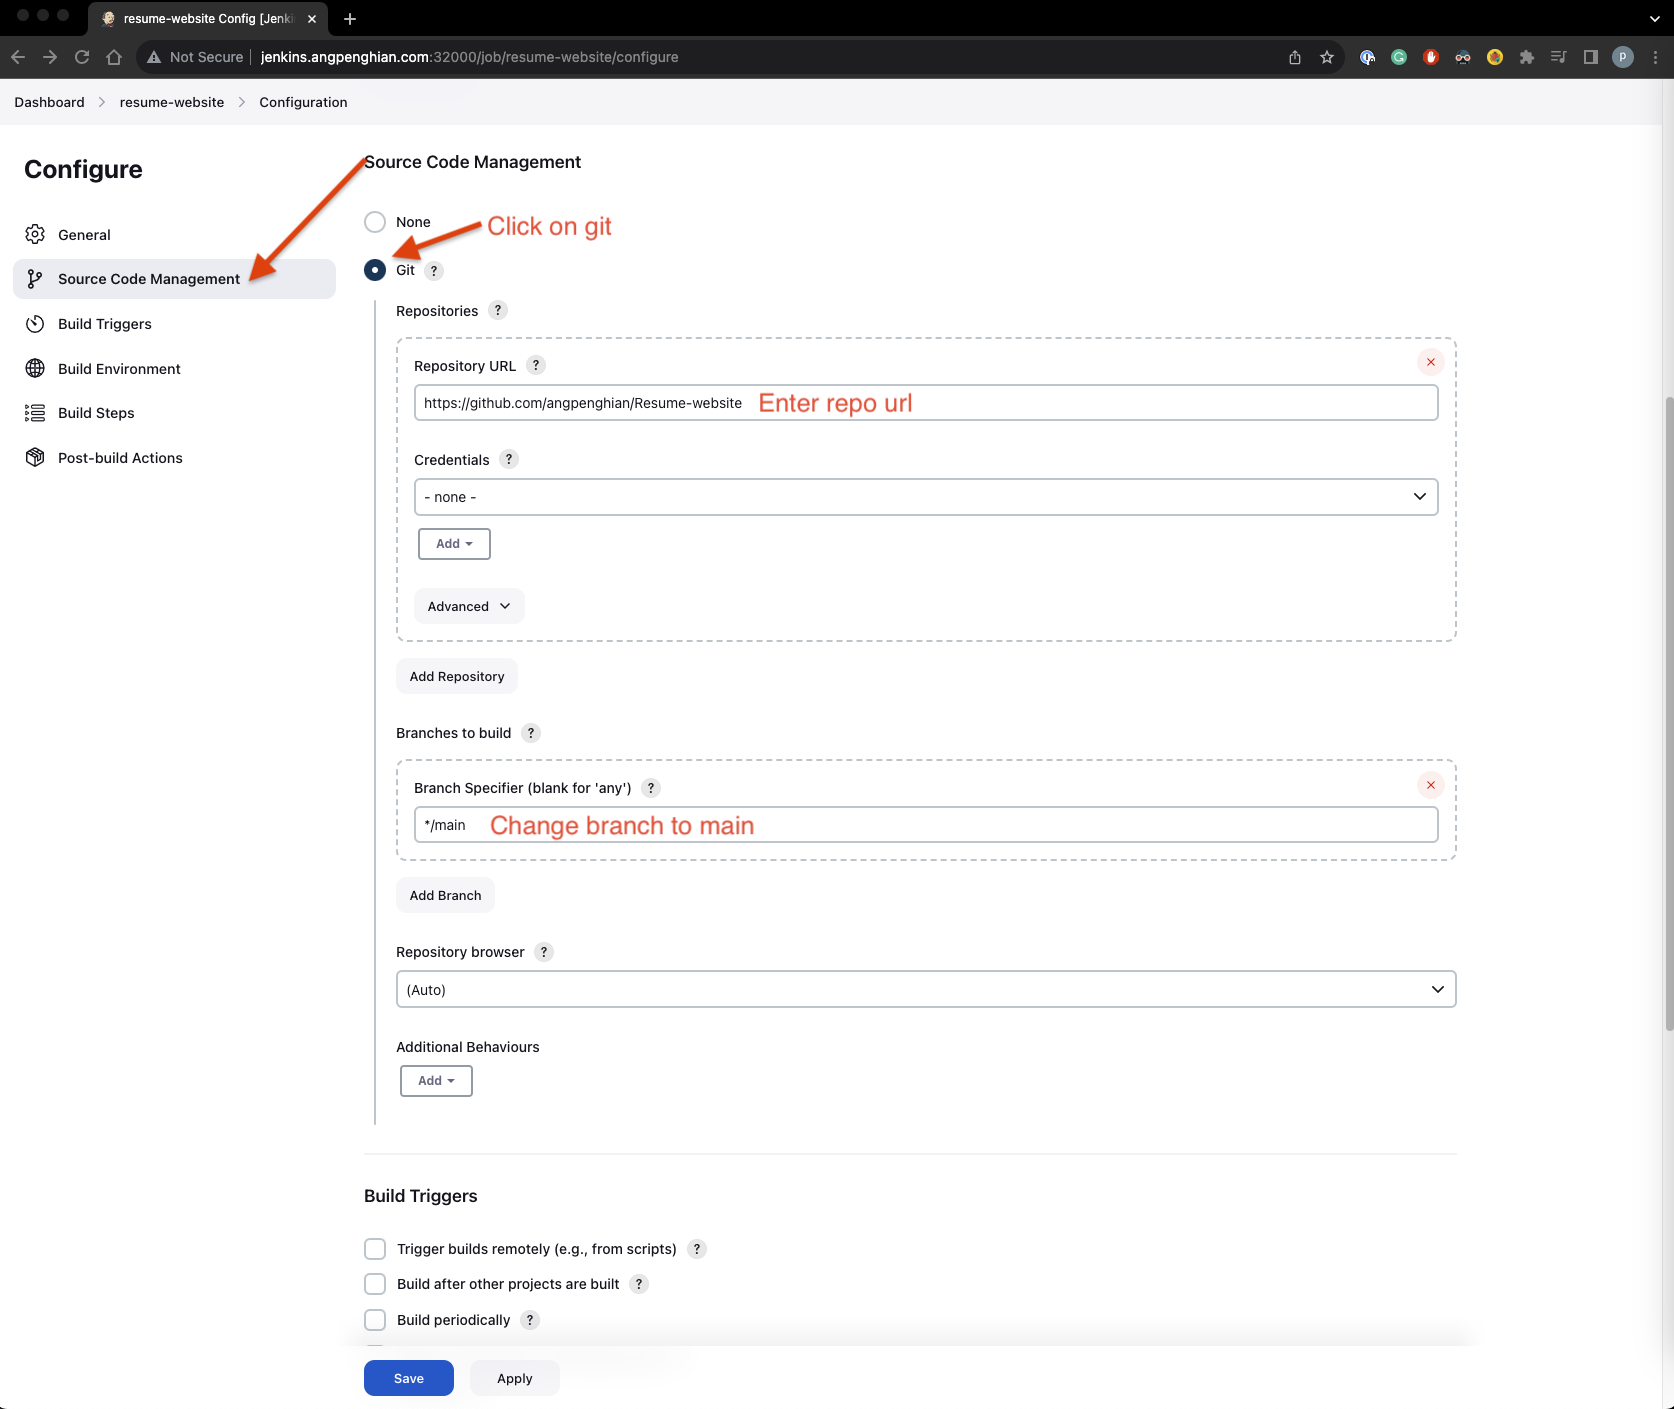 resume-website Config [Jenki
Not Secure
jenkins.angpenghian.com:32000/job/resume-website/configure
P
Dashboard
resume-website
Configuration
Configure
General
Source Code Management
Build Triggers
Build Environment
Build Steps
Post-build Actions
Source Code Management
None
Click on git
Git ?
Repositories ?
Repository URL ?
https://github.com/angpenghian/Resume-website
Enter repo url
Credentials ?
- none -
Add
Advanced
Add Repository
Branches to build ?
Branch Specifier (blank for 'any') ?
*/main
Change branch to main
Add Branch
Repository browser ?
(Auto)
Additional Behaviours
Add
Build Triggers
Trigger builds remotely (e.g., from scripts) ?
Build after other projects are built ?
Build periodically ?
Save
Apply